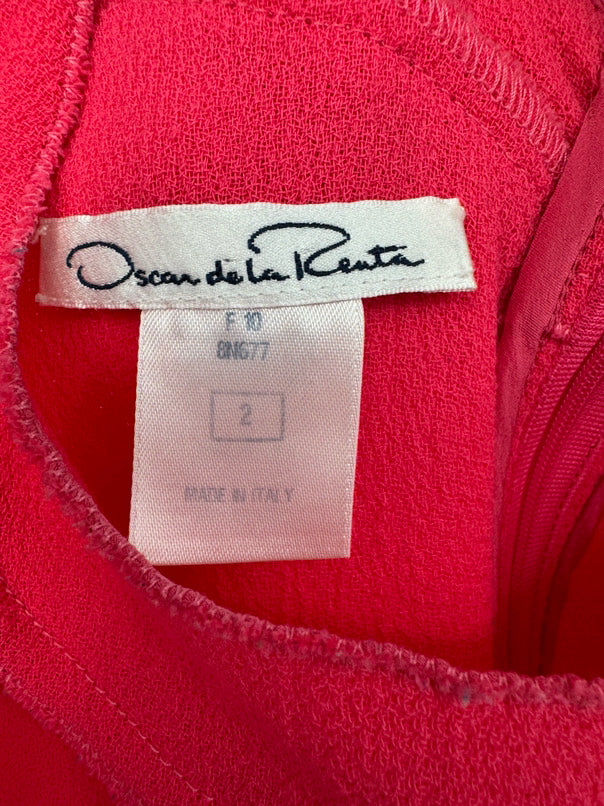 Oscar de la Renta
F 10
8N677
2
MADE IN ITALY